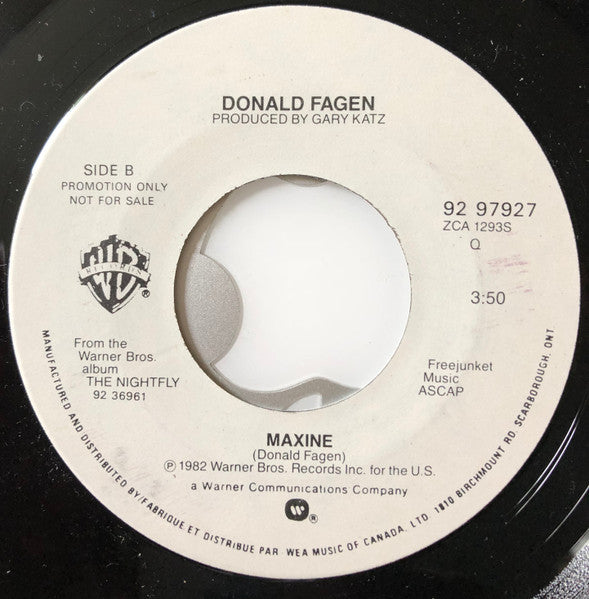 DONALD FAGEN
PRODUCED BY GARY KATZ
SIDE B
PROMOTION ONLY
NOT FOR SALE
92 97927
ZCA 1293S
Q
WB
RECORDS
®
3:50
From the
Warner Bros.
album
THE NIGHTFLY
92 36961
Freejunket
Music
ASCAP
MAXINE
(Donald Fagen)
℗ 1982 Warner Bros. Records Inc. for the U.S.
a Warner Communications Company
®
MANUFACTURED AND DISTRIBUTED BY/FABRIQUE ET DISTRIBUE PAR WEA MUSIC OF CANADA, LTD. 1810 BIRCHMOUNT RD. SCARBOROUGH, ONT